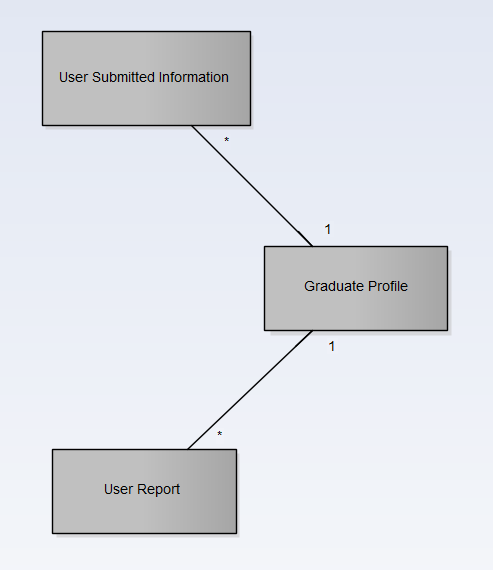 User Submitted Information
*
1
Graduate Profile
1
*
User Report